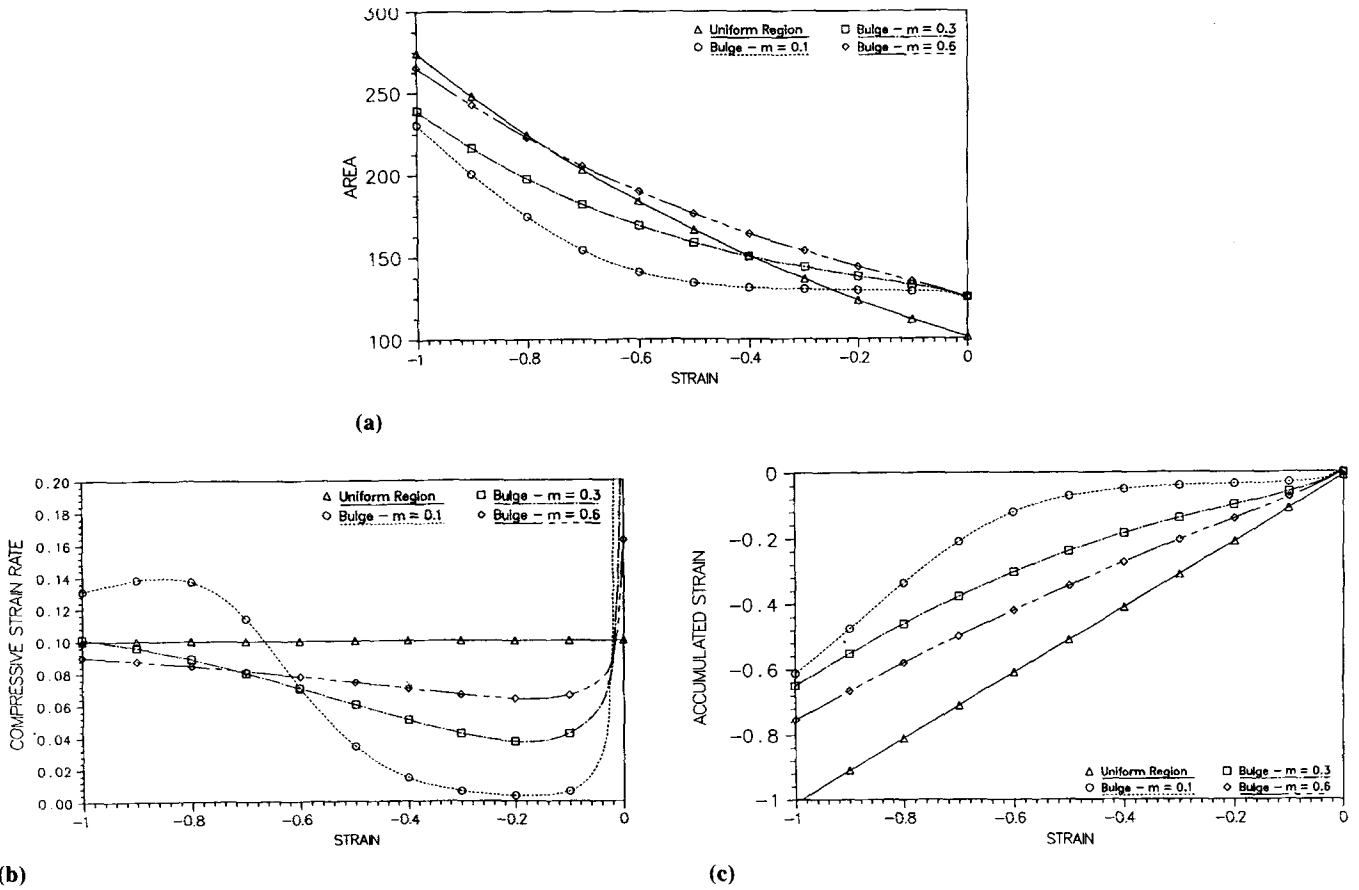 300
△ Uniform Region
○ Bulge – m = 0.1
□ Bulge – m = 0.3
◇ Bulge – m = 0.6
250
200
150
100
AREA
-1
-0.8
-0.6
-0.4
-0.2
0
STRAIN
(a)
0.20
0.18
0.16
0.14
0.12
0.10
0.08
0.06
0.04
0.02
0.00
COMPRESSIVE STRAIN RATE
△ Uniform Region
○ Bulge – m = 0.1
□ Bulge – m = 0.3
◇ Bulge – m = 0.6
-1
-0.8
-0.6
-0.4
-0.2
0
STRAIN
(b)
0
-0.2
-0.4
-0.6
-0.8
-1
ACCUMULATED STRAIN
△ Uniform Region
○ Bulge – m = 0.1
□ Bulge – m = 0.3
◇ Bulge – m = 0.6
-1
-0.8
-0.6
-0.4
-0.2
0
STRAIN
(c)